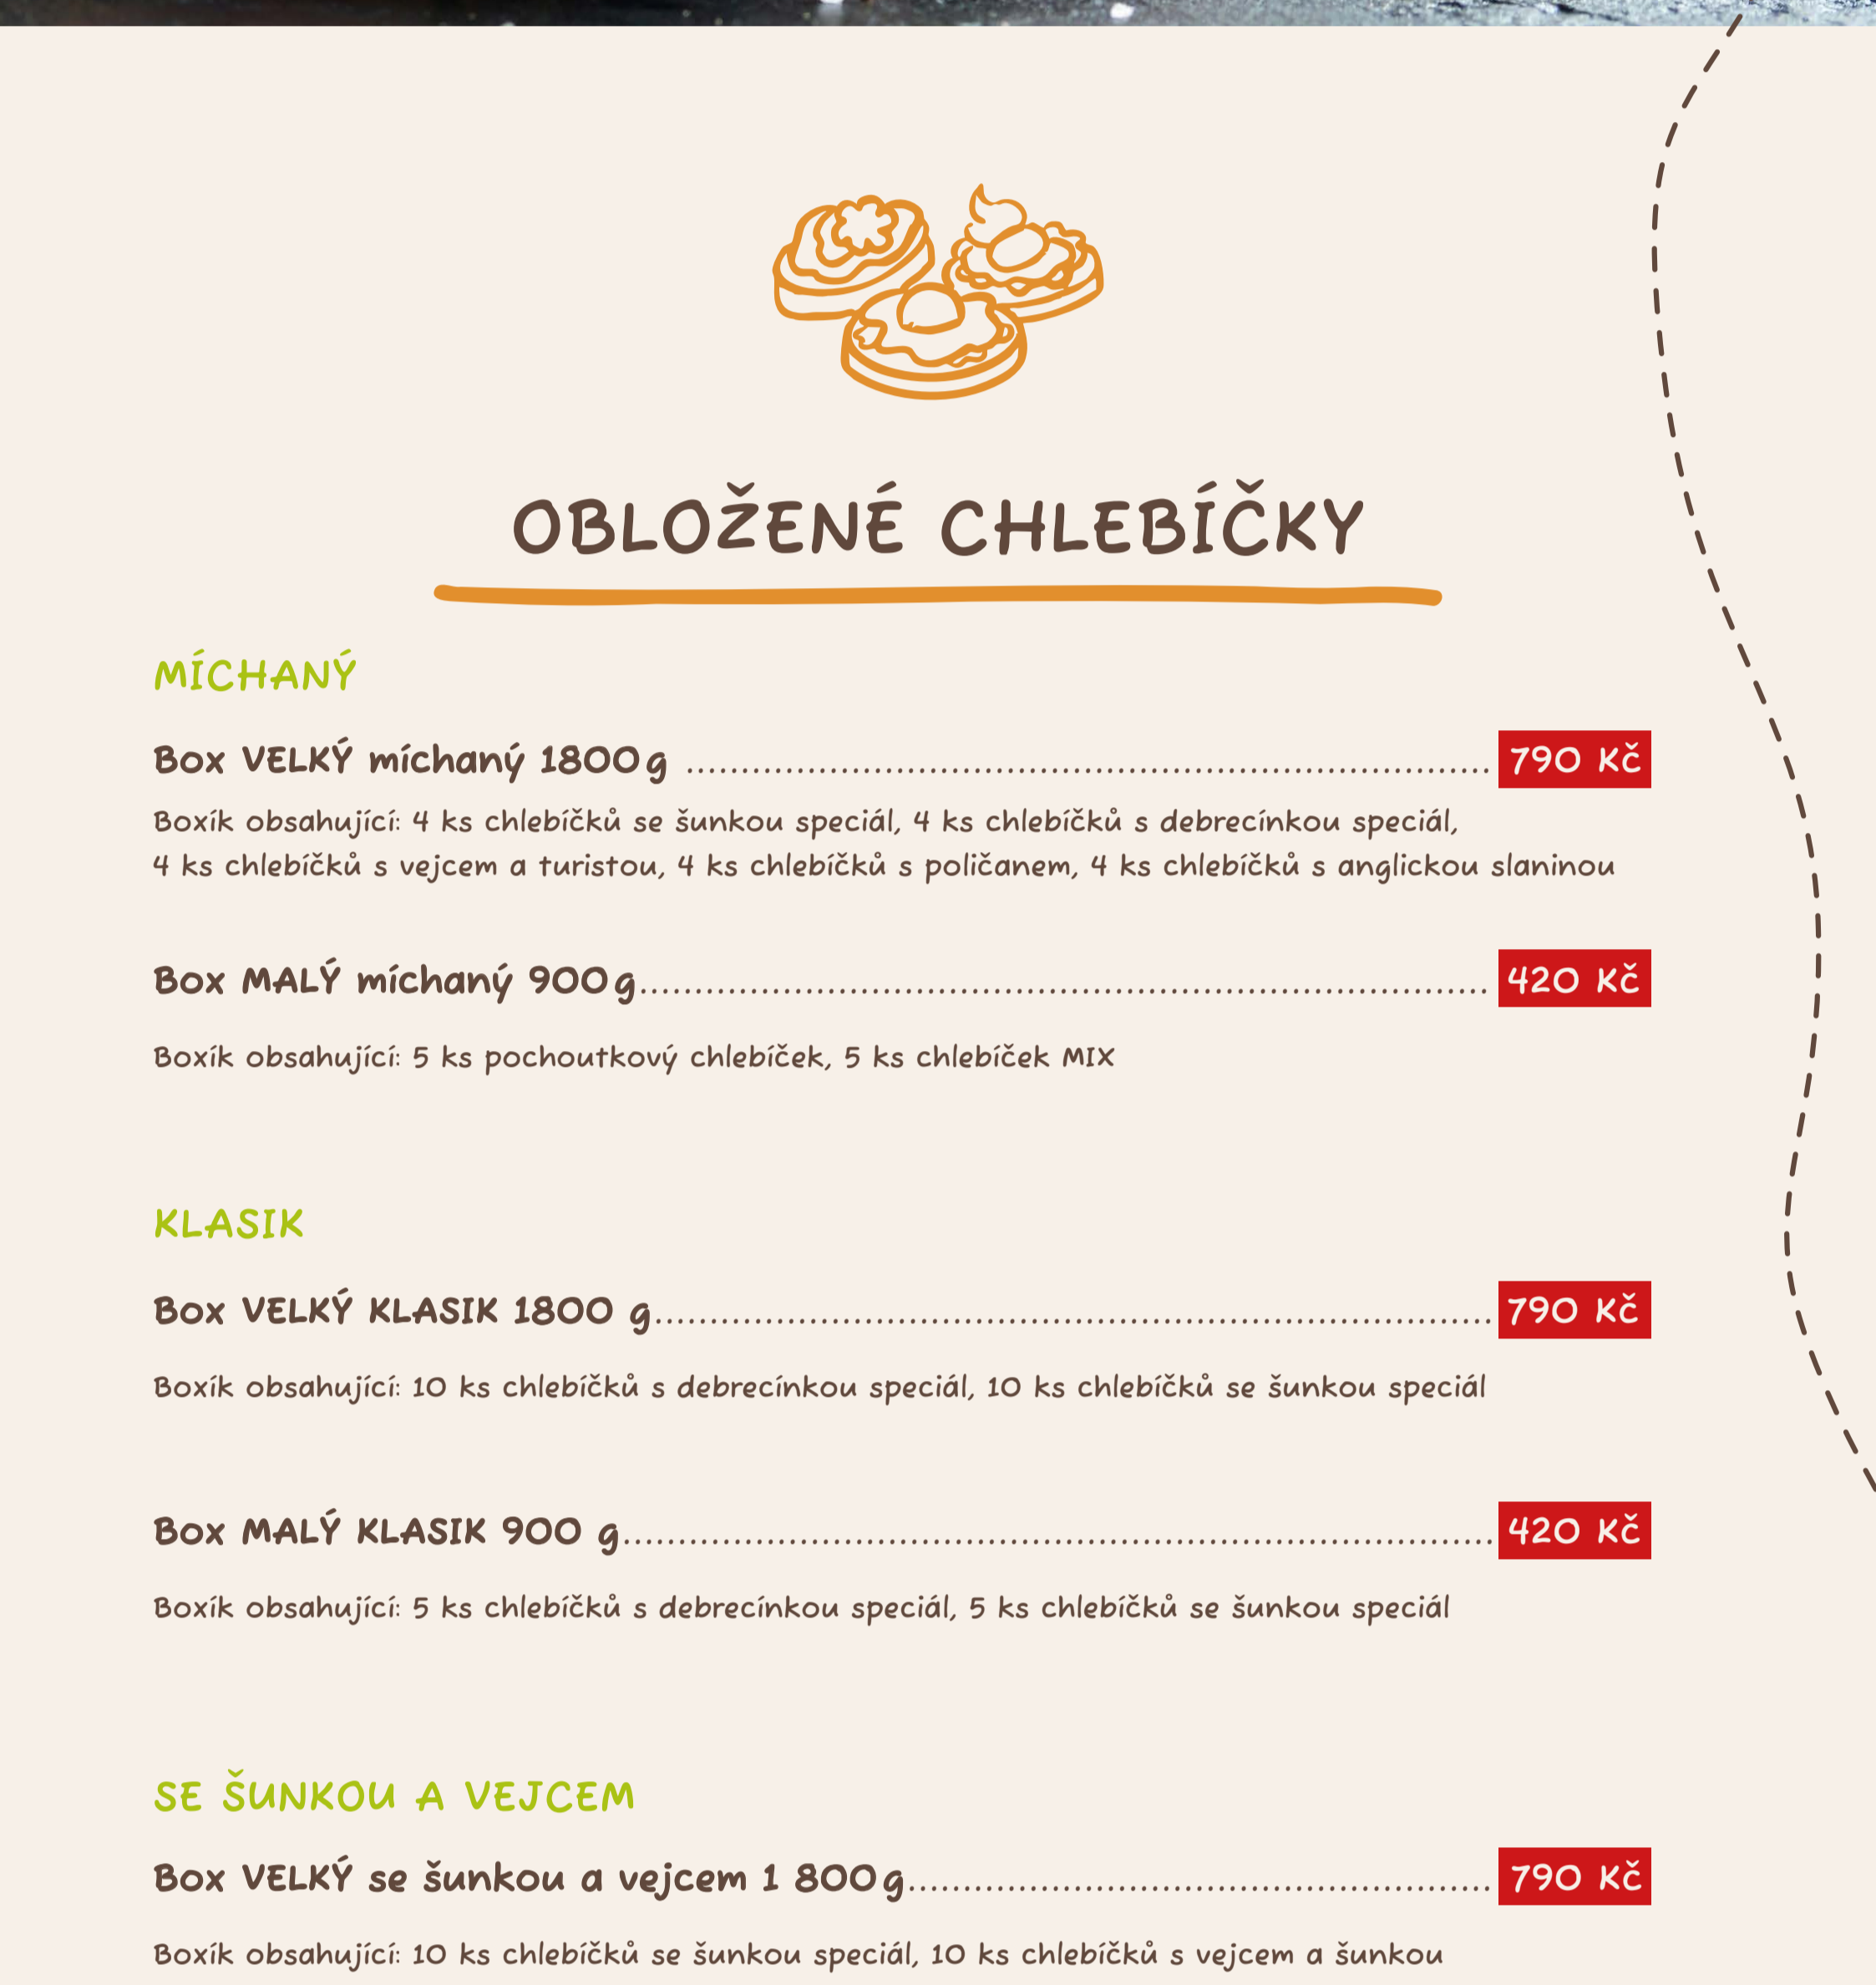 OBLOŽENÉ CHLEBÍČKY
MÍCHANÝ
Box VELKÝ míchaný 1800g ........................................ 790 Kč
Boxík obsahující: 4 ks chlebíčků se šunkou speciál, 4 ks chlebíčků s debrecínkou speciál,
4 ks chlebíčků s vejcem a turistou, 4 ks chlebíčků s poličanem, 4 ks chlebíčků s anglickou slaninou
Box MALÝ míchaný 900g........................................ 420 Kč
Boxík obsahující: 5 ks pochoutkový chlebíček, 5 ks chlebíček MIX
KLASIK
Box VELKÝ KLASIK 1800 g........................................ 790 Kč
Boxík obsahující: 10 ks chlebíčků s debrecínkou speciál, 10 ks chlebíčků se šunkou speciál
Box MALÝ KLASIK 900 g........................................ 420 Kč
Boxík obsahující: 5 ks chlebíčků s debrecínkou speciál, 5 ks chlebíčků se šunkou speciál
SE ŠUNKOU A VEJCEM
Box VELKÝ se šunkou a vejcem 1 800g........................................ 790 Kč
Boxík obsahující: 10 ks chlebíčků se šunkou speciál, 10 ks chlebíčků s vejcem a šunkou